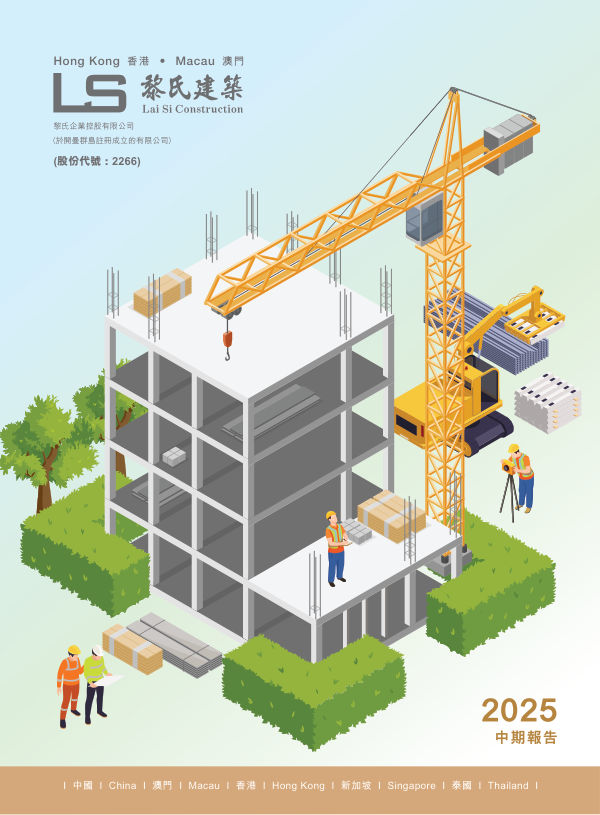 Hong Kong 香港 • Macau 澳門
LS 黎氏建築
Lai Si Construction
黎氏企業控股有限公司
(於開曼群島註冊成立的有限公司)
(股份代號：2266)
2025
中期報告
I 中國 I China I 澳門 I Macau I 香港 I Hong Kong I 新加坡 I Singapore I 泰國 I Thailand I